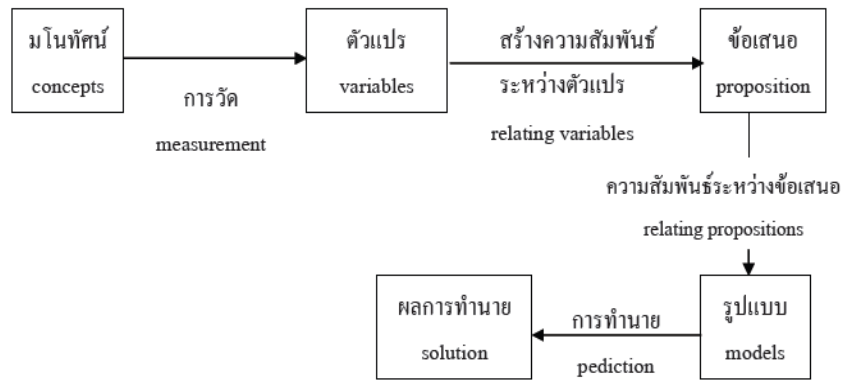 มโนทัศน์
concepts
การวัด
measurement
ตัวแปร
variables
สร้างความสัมพันธ์
ระหว่างตัวแปร
relating variables
ข้อเสนอ
proposition
ความสัมพันธ์ระหว่างข้อเสนอ
relating propositions
รูปแบบ
models
การทำนาย
pediction
ผลการทำนาย
solution